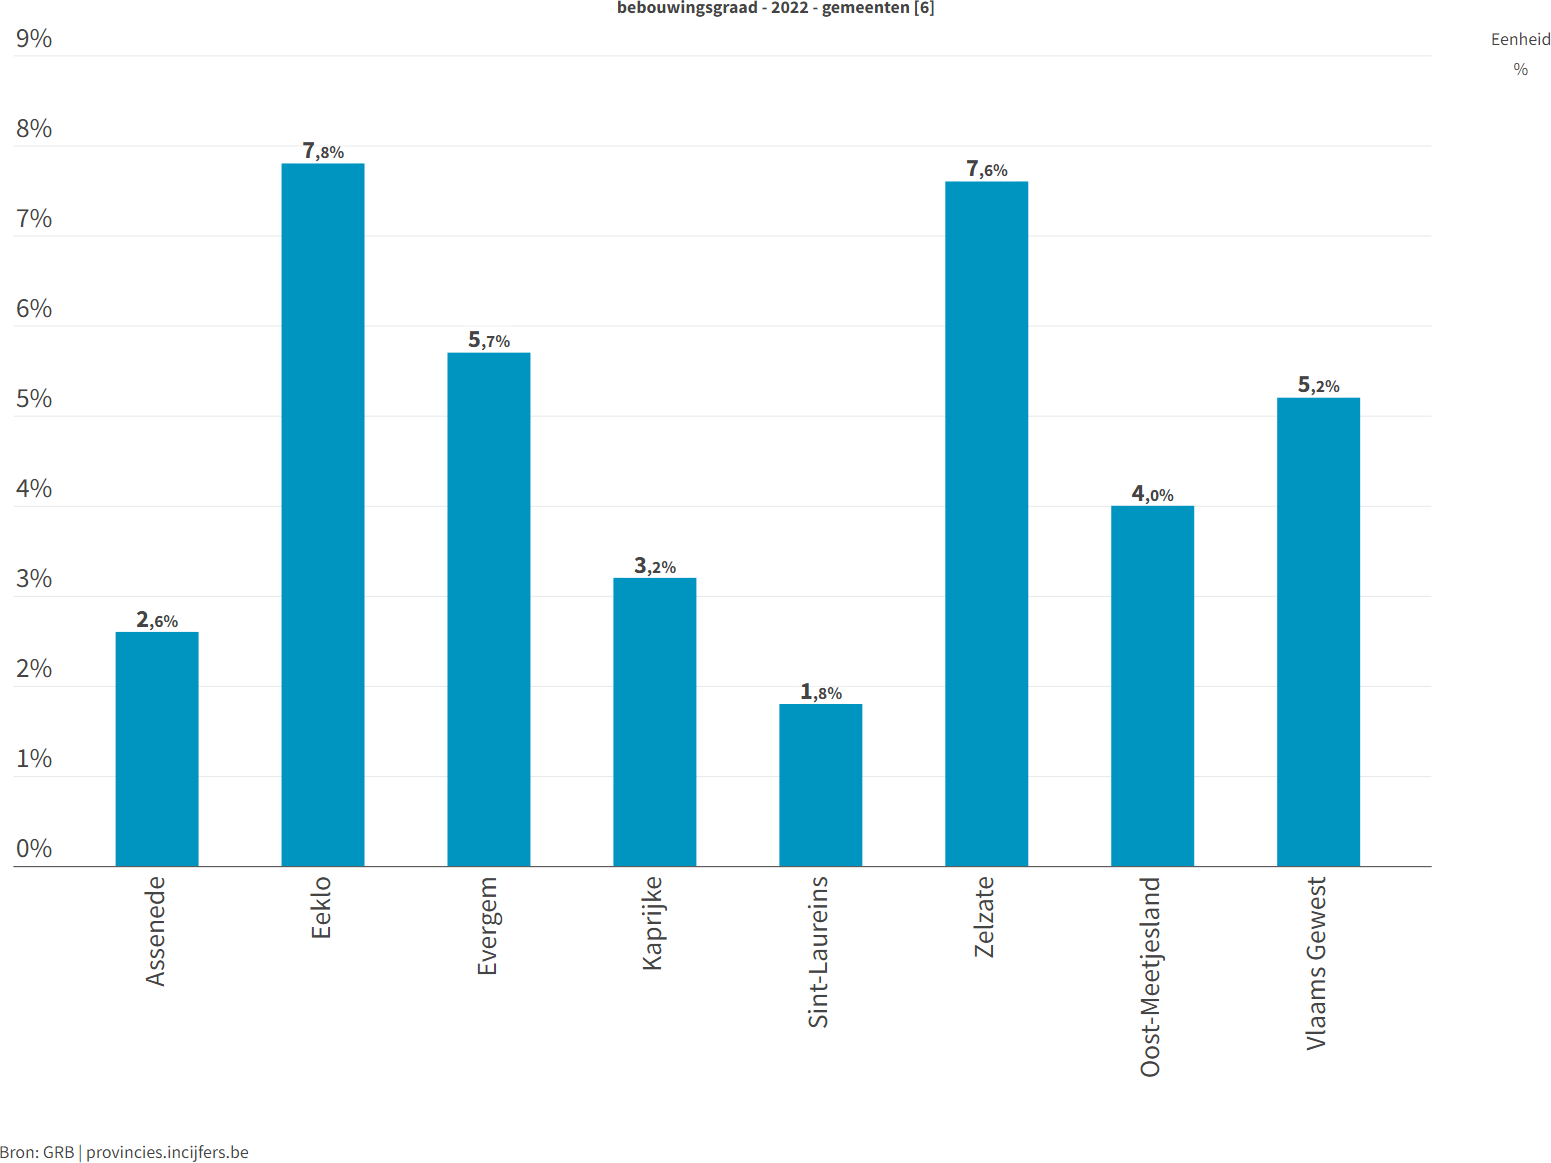 bebouwingsgraad - 2022 - gemeenten [6]
Eenheid
%
9%
8%
7%
6%
5%
4%
3%
2%
1%
0%
2,6%
7,8%
5,7%
3,2%
1,8%
7,6%
4,0%
5,2%
Assenede
Eeklo
Evergem
Kaprijke
Sint-Laureins
Zelzate
Oost-Meetjesland
Vlaams Gewest
Bron: GRB | provincies.incijfers.be